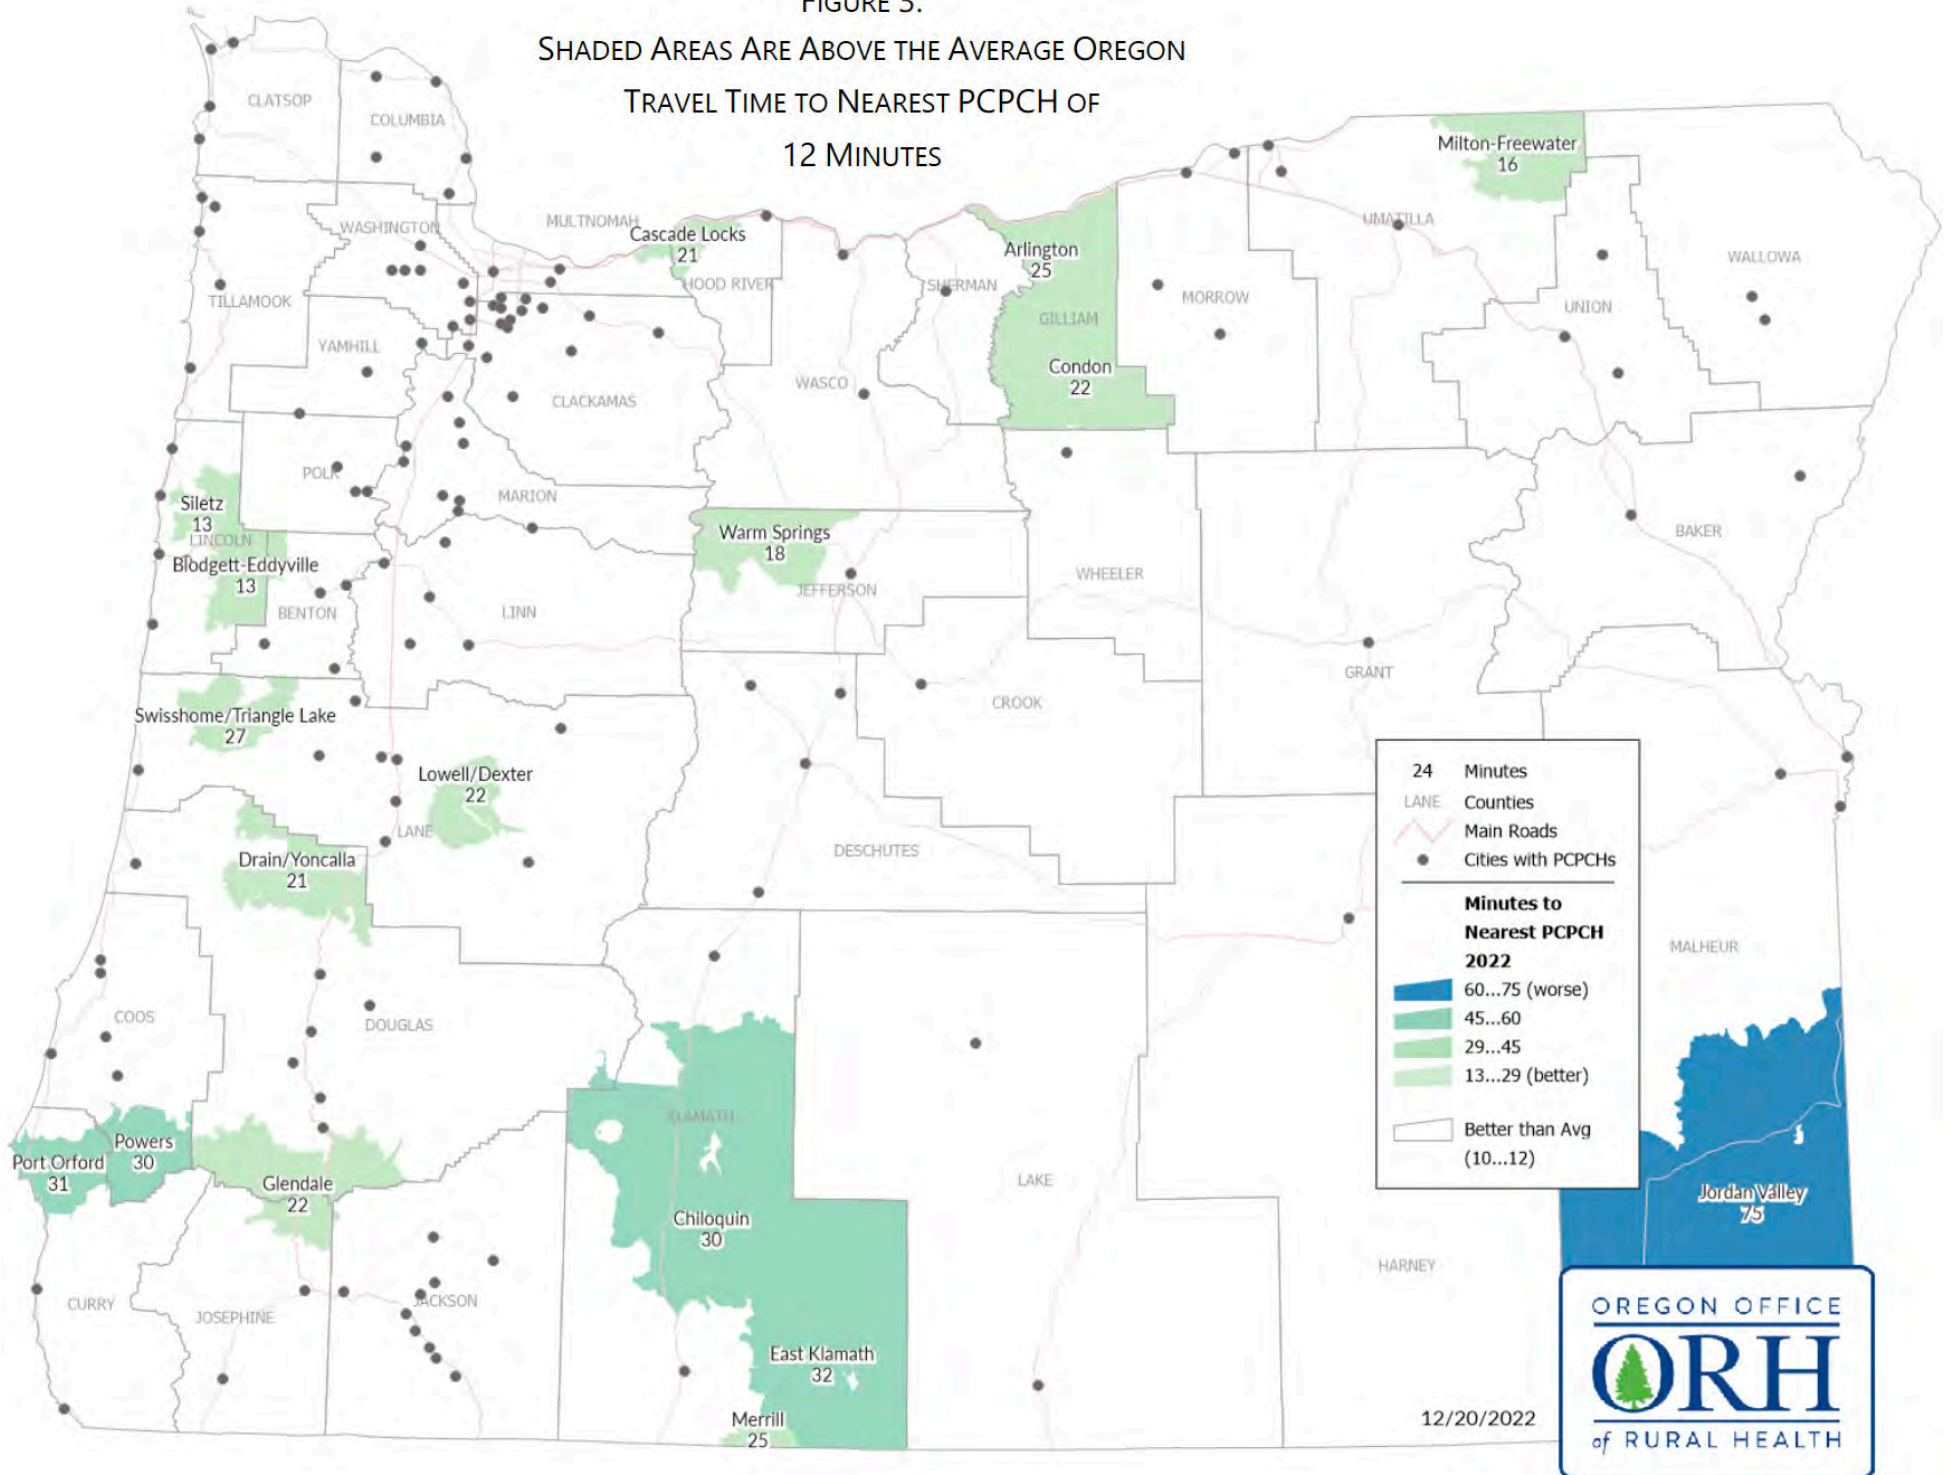 FIGURE 3.
SHADED AREAS ARE ABOVE THE AVERAGE OREGON
TRAVEL TIME TO NEAREST PCPCH OF
12 MINUTES
CLATSOP
COLUMBIA
Milton-Freewater
16
WASHINGTON
MULTNOMAH
Cascade Locks
21
HOOD RIVER
UMATILLA
Arlington
25
WALLOWA
TILLAMOOK
SHERMAN
MORROW
UNION
GILLIAM
YAMHILL
Condon
22
WASCO
CLACKAMAS
POLK
MARION
Siletz
13
LINCOLN
Warm Springs
18
BAKER
Blodgett-Eddyville
13
WHEELER
JEFFERSON
BENTON
LINN
GRANT
CROOK
Swisshome/Triangle Lake
27
Lowell/Dexter
22
LANE
DESCHUTES
Drain/Yoncalla
21
24 Minutes
LANE Counties
Main Roads
Cities with PCPCHs
Minutes to
Nearest PCPCH
2022
60...75 (worse)
45...60
29...45
13...29 (better)
Better than Avg
(10...12)
MALHEUR
COOS
DOUGLAS
KLAMATH
Powers
30
Port Orford
31
Glendale
22
LAKE
Jordan Valley
75
Chiloquin
30
HARNEY
CURRY
JOSEPHINE
JACKSON
East Klamath
32
Merrill
25
12/20/2022
OREGON OFFICE
ORH
of RURAL HEALTH